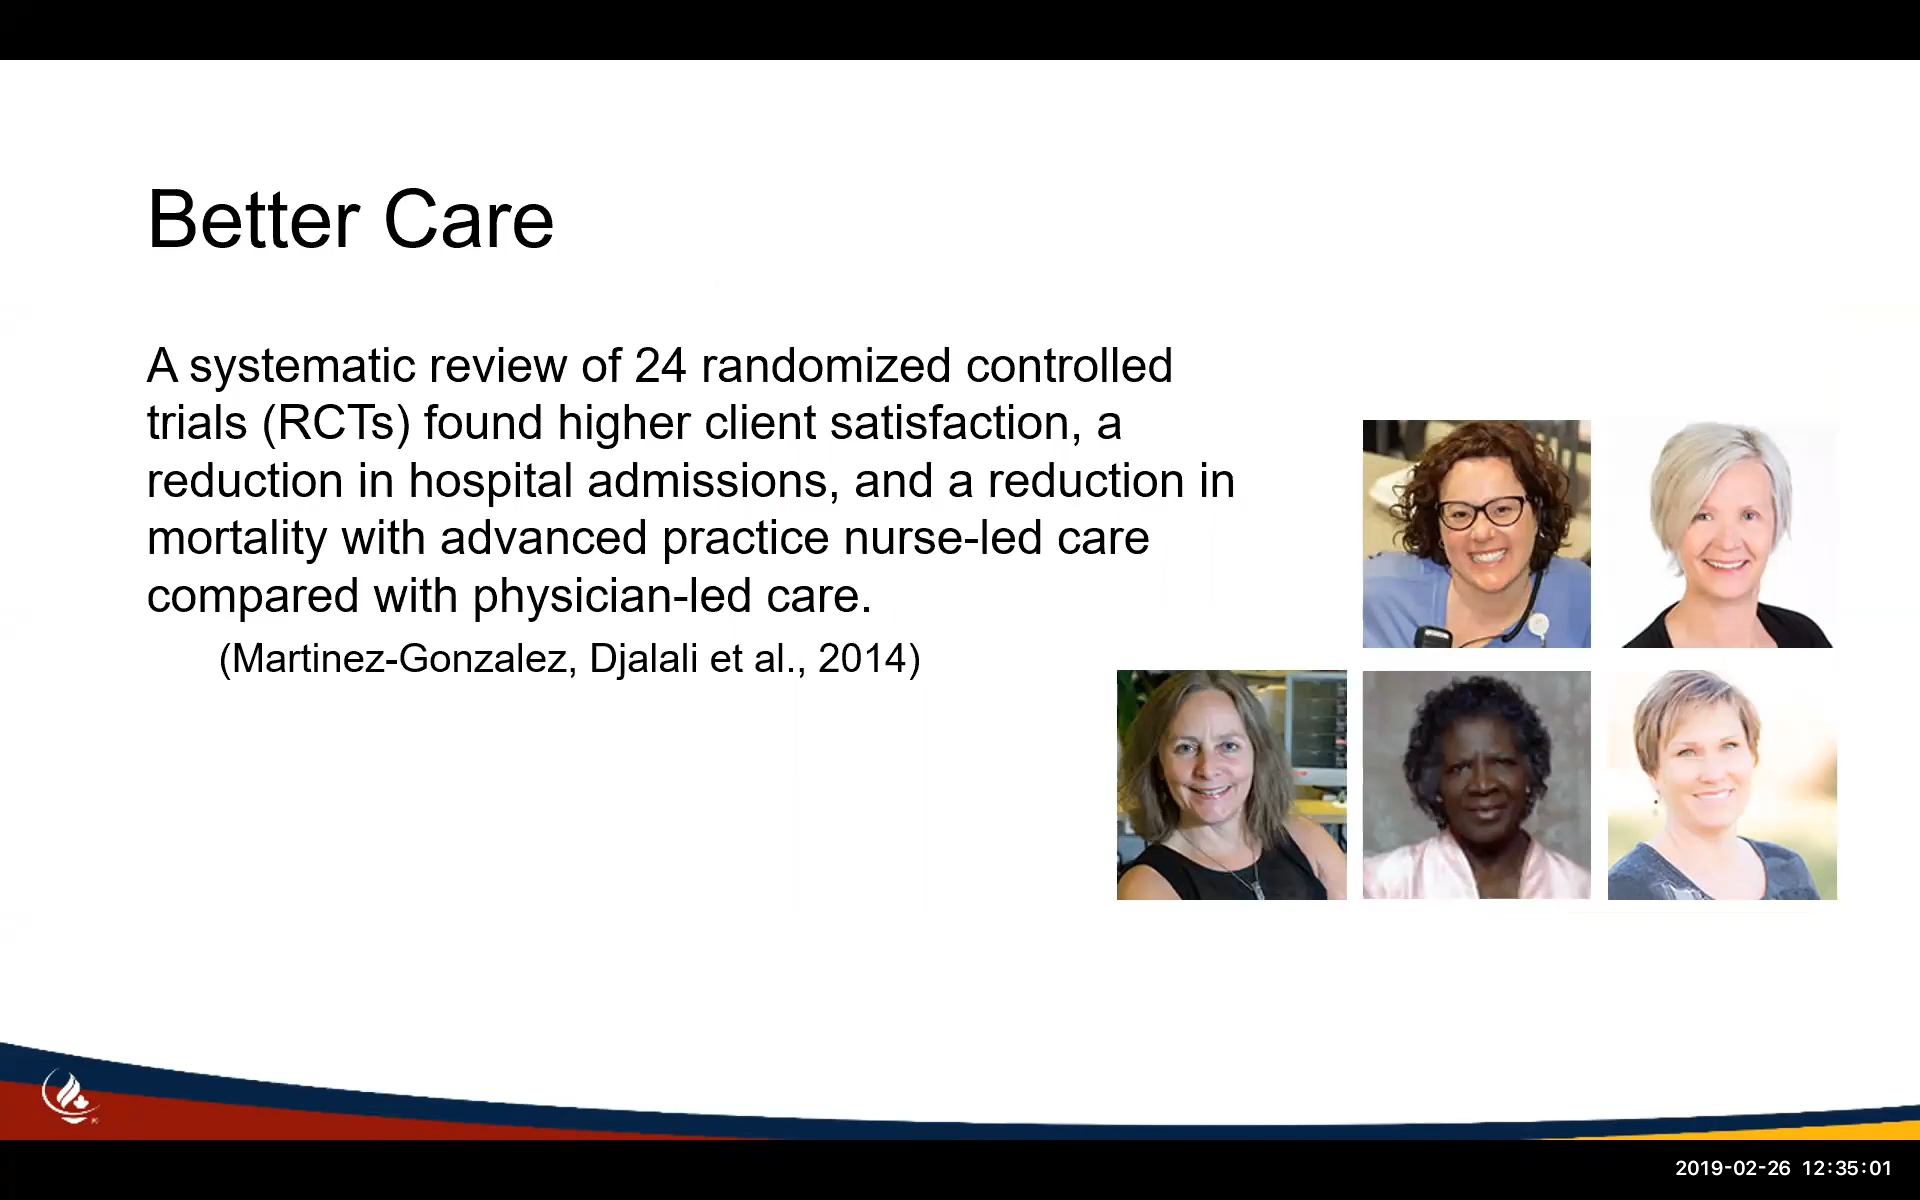 Better Care
A systematic review of 24 randomized controlled
trials (RCTs) found higher client satisfaction, a
reduction in hospital admissions, and a reduction in
mortality with advanced practice nurse-led care
compared with physician-led care.
(Martinez-Gonzalez, Djalali et al., 2014)
2019-02-26 12:35:01